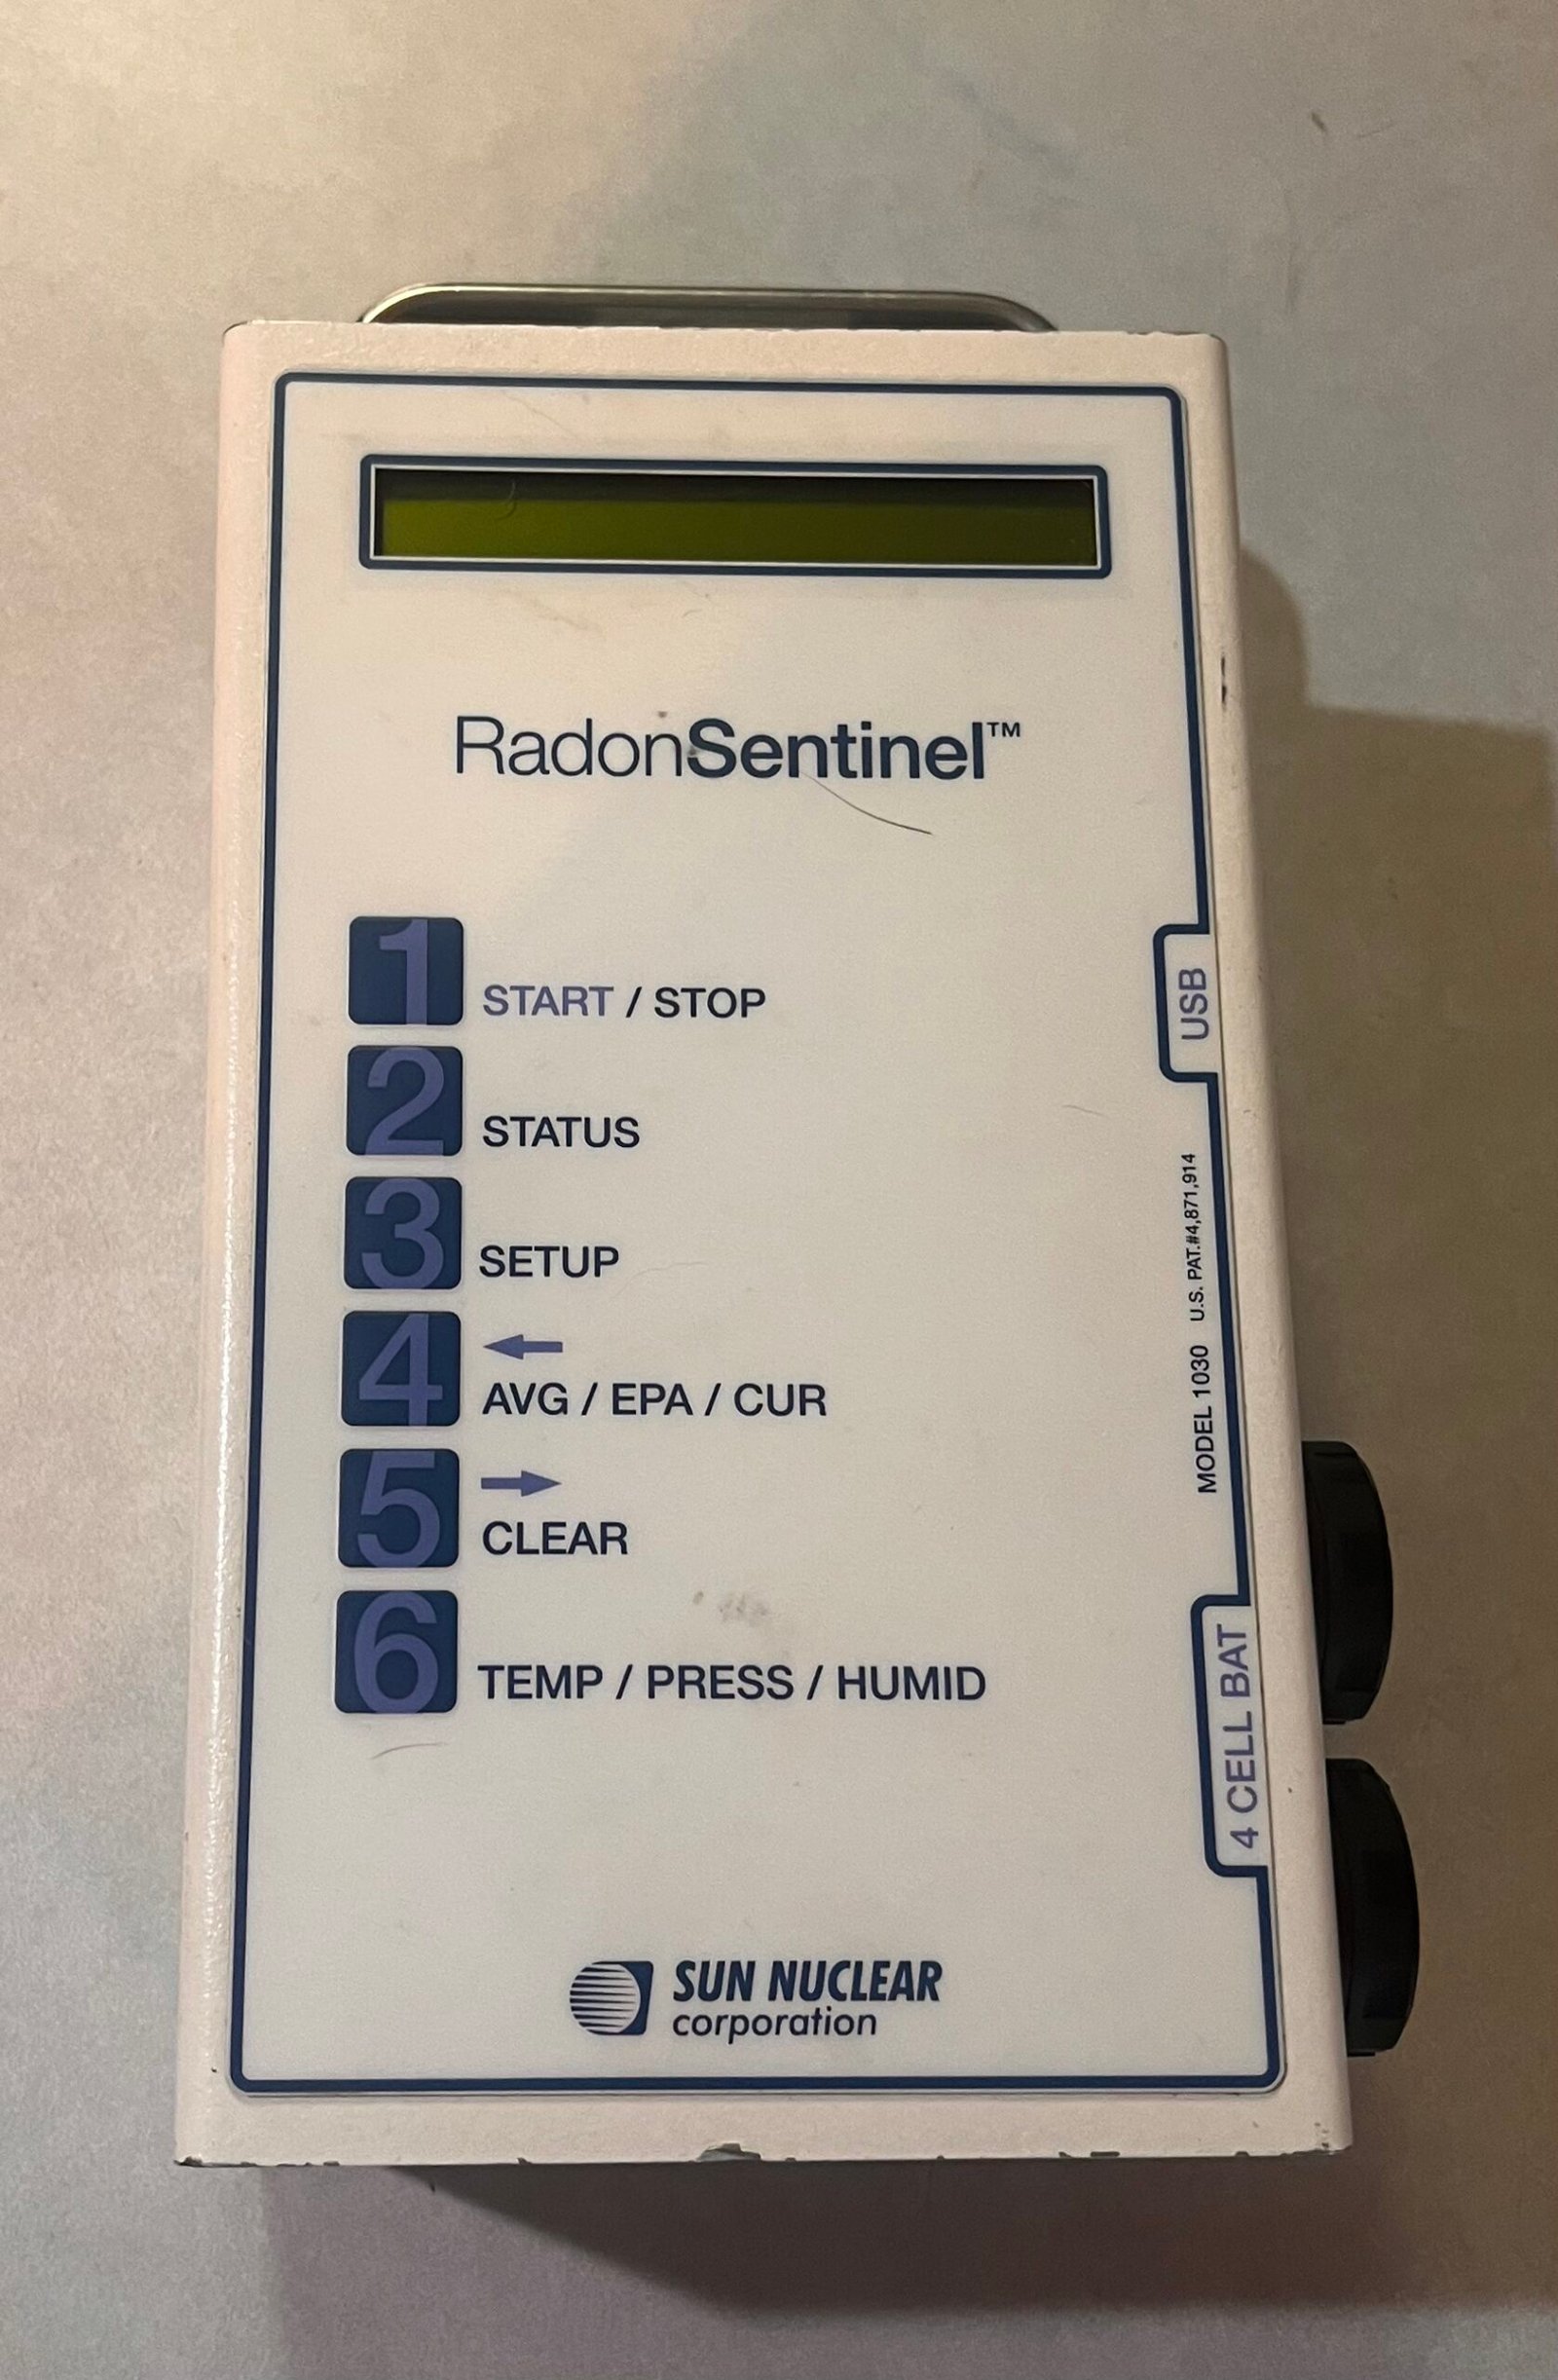 RadonSentinel™
1 START / STOP
2 STATUS
3 SETUP
4 ←
AVG / EPA / CUR
5 →
CLEAR
6 TEMP / PRESS / HUMID
USB
MODEL 1030 U.S. PAT.#4,871,914
4 CELL BAT
SUN NUCLEAR
corporation